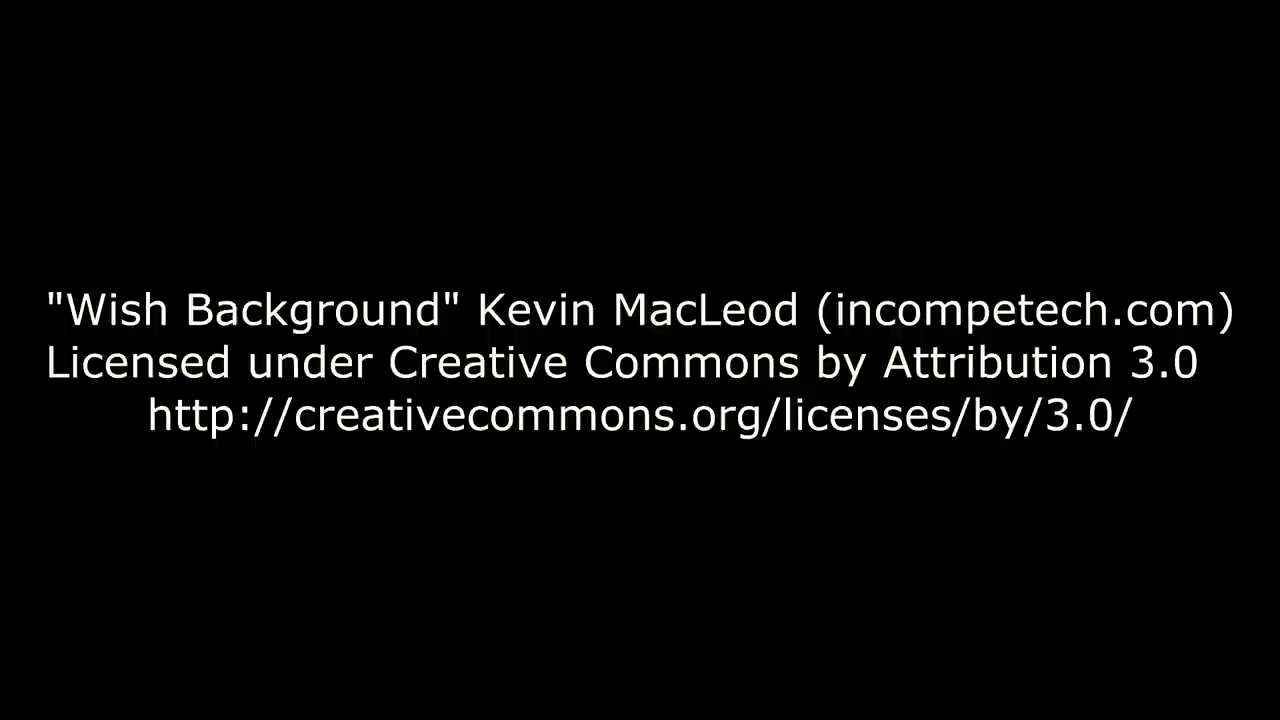 "Wish Background" Kevin MacLeod (incompetech.com)
Licensed under Creative Commons by Attribution 3.0
http://creativecommons.org/licenses/by/3.0/